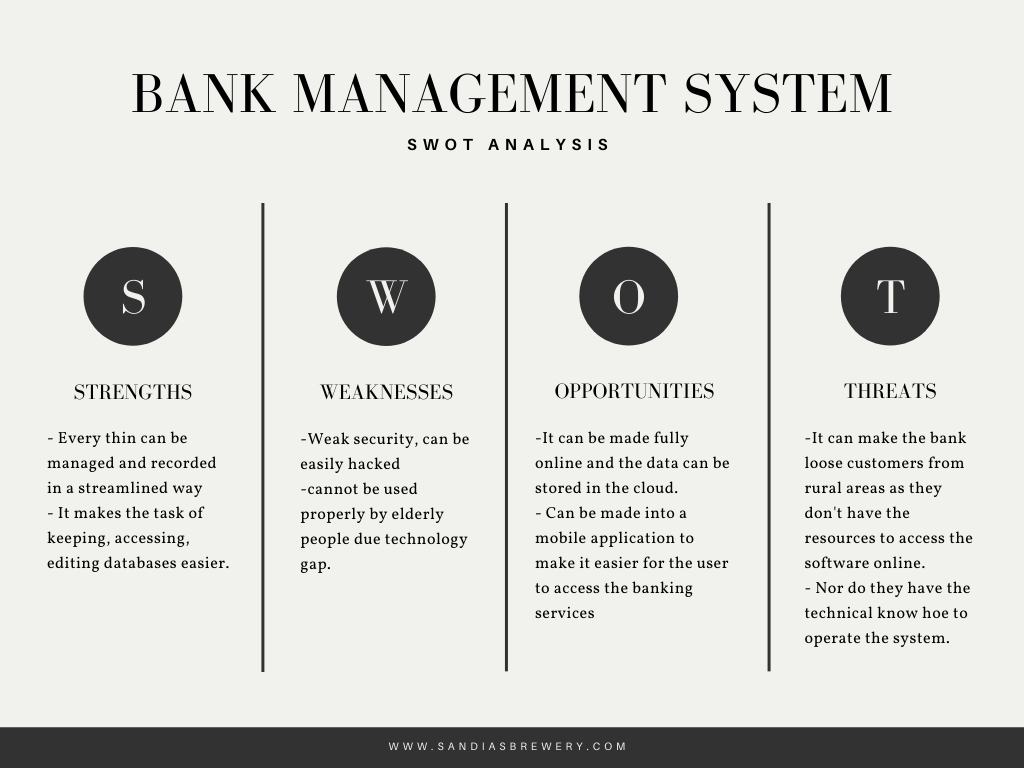 BANK MANAGEMENT SYSTEM
SWOT ANALYSIS
S
STRENGTHS
- Every thin can be
managed and recorded
in a streamlined way
- It makes the task of
keeping, accessing,
editing databases easier.
W
WEAKNESSES
-Weak security, can be
easily hacked
-cannot be used
properly by elderly
people due technology
gap.
O
OPPORTUNITIES
-It can be made fully
online and the data can be
stored in the cloud.
- Can be made into a
mobile application to
make it easier for the user
to access the banking
services
T
THREATS
-It can make the bank
loose customers from
rural areas as they
don't have the
resources to access the
software online.
- Nor do they have the
technical know hoe to
operate the system.
WWW.SANDIASBREWERY.COM